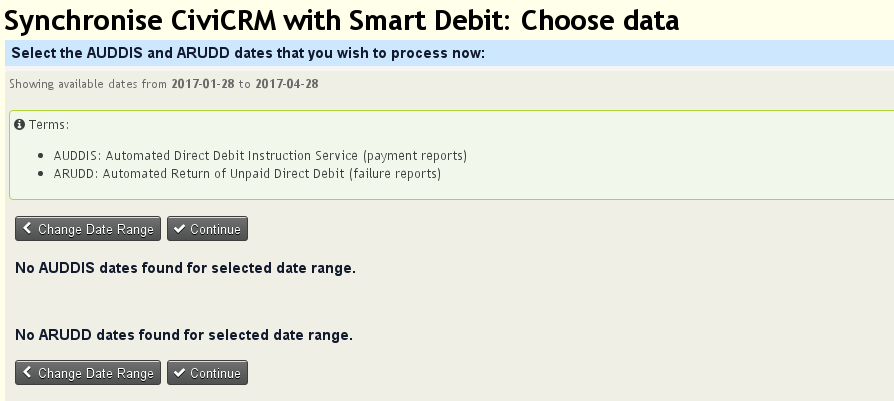 Synchronise CiviCRM with Smart Debit: Choose data
Select the AUDDIS and ARUDD dates that you wish to process now:
Showing available dates from 2017-01-28 to 2017-04-28
Terms:
AUDDIS: Automated Direct Debit Instruction Service (payment reports)
ARUDD: Automated Return of Unpaid Direct Debit (failure reports)
Change Date Range Continue
No AUDDIS dates found for selected date range.
No ARUDD dates found for selected date range.
Change Date Range Continue